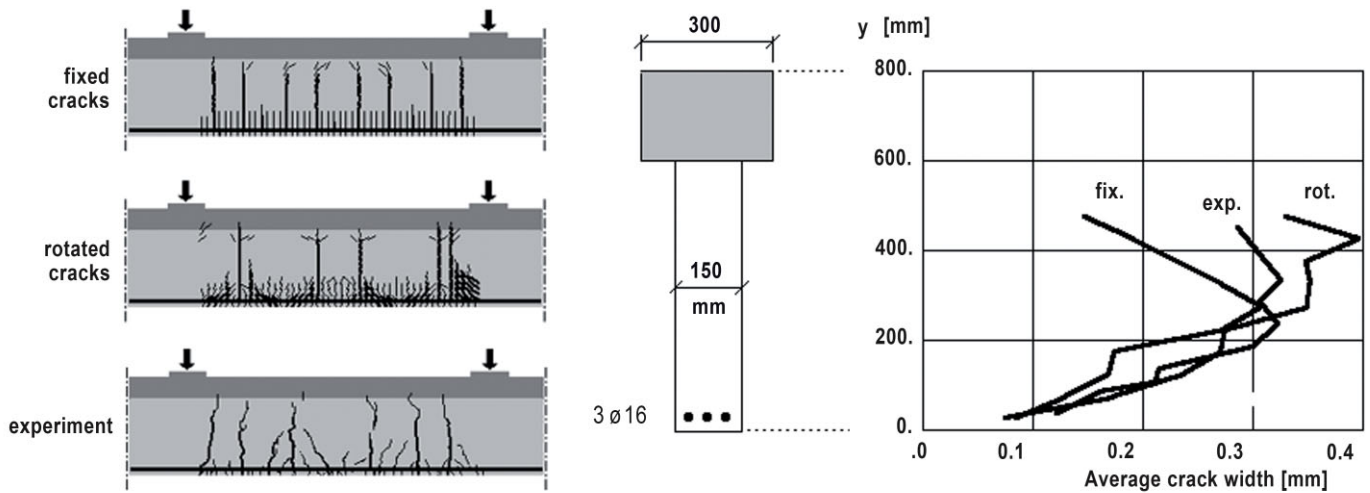 fixed
cracks
rotated
cracks
experiment
300
150
mm
3 ø 16
y [mm]
800.
600.
400.
200.
0.
fix.
exp.
rot.
.0
0.1
0.2
0.3
0.4
Average crack width [mm]